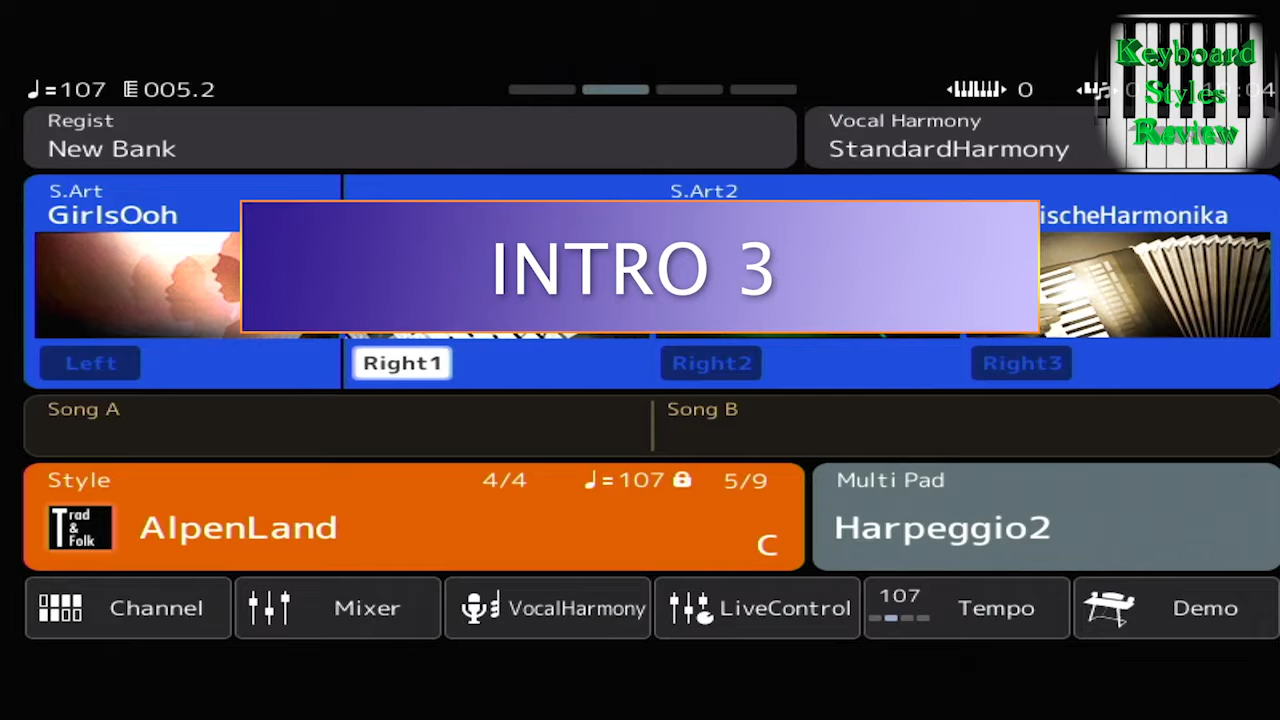 =107 005.2
0
Keyboard
Styles
Review
Regist
New Bank
Vocal Harmony
StandardHarmony
S.Art
GirlsOoh
S.Art2
ischeHarmonika
INTRO 3
Left
Right1
Right2
Right3
Song A
Song B
Style
4/4
=107
5/9
Trad
&
Folk
AlpenLand
C
Multi Pad
Harpeggio2
Channel
Mixer
VocalHarmony
LiveControl
107
Tempo
Demo